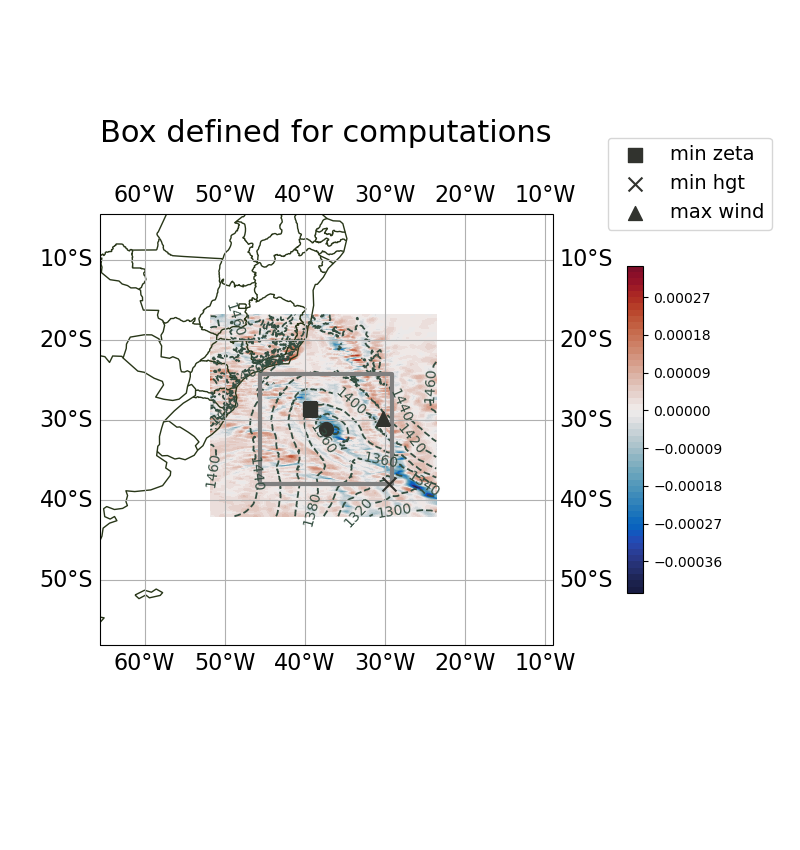 Box defined for computations
min zeta
min hgt
max wind
60°W 50°W 40°W 30°W 20°W 10°W
10°S 10°S
20°S 20°S
30°S 30°S
40°S 40°S
50°S 50°S
60°W 50°W 40°W 30°W 20°W 10°W
0.00027
0.00018
0.00009
0.00000
−0.00009
−0.00018
−0.00027
−0.00036
1460
1460
1400
1440
1420
1360
1360
1340
1460
1440
1380
1320
1300